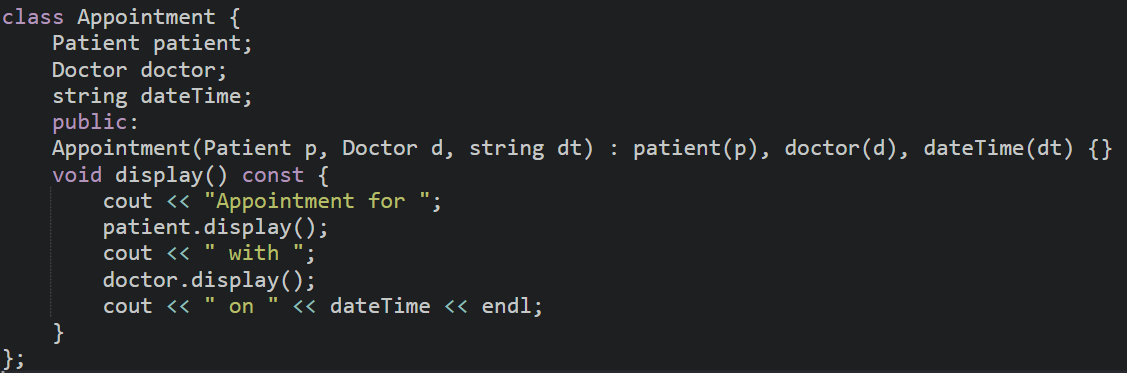 class Appointment {
    Patient patient;
    Doctor doctor;
    string dateTime;
    public:
    Appointment(Patient p, Doctor d, string dt) : patient(p), doctor(d), dateTime(dt) {}
    void display() const {
        cout << "Appointment for ";
        patient.display();
        cout << " with ";
        doctor.display();
        cout << " on " << dateTime << endl;
    }
};